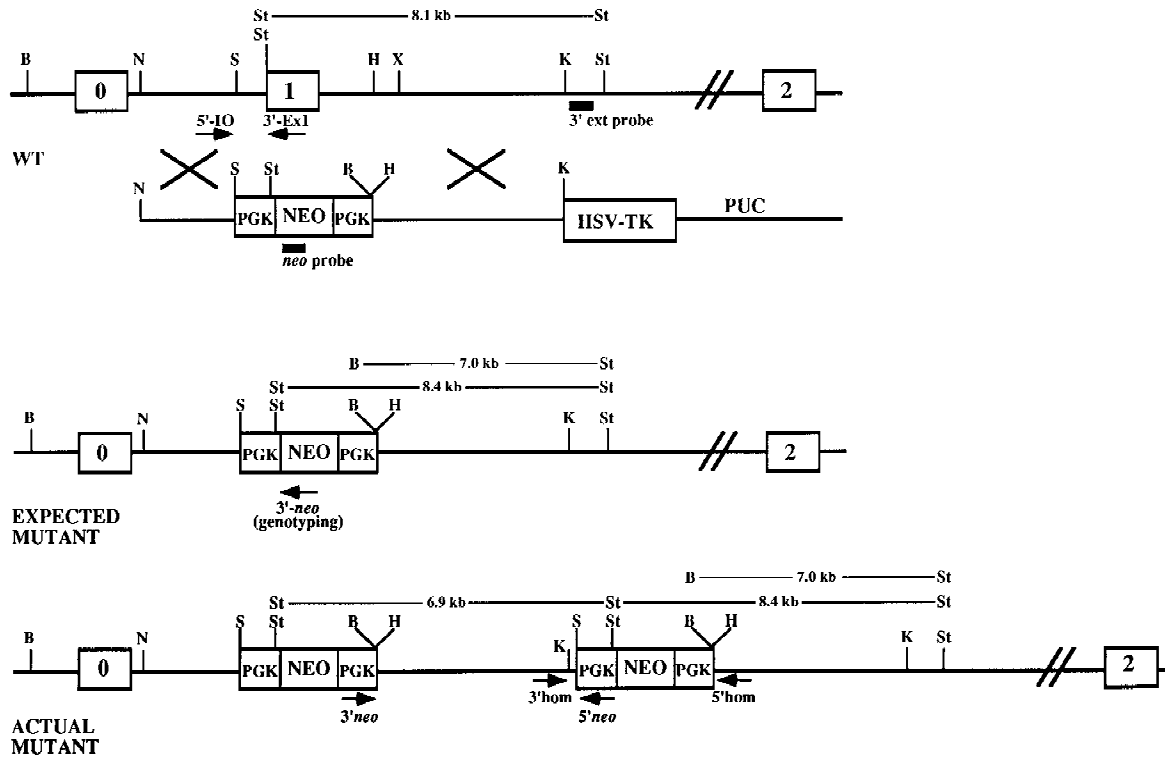 St 8.1 kb St
St
B N S H X K St
0 1 2
5'-IO 3'-Ex1 3' ext probe
WT
N S St B H K
PGK NEO PGK HSV-TK PUC
neo probe
B 7.0 kb St
St 8.4 kb St
B N S St B H K St
0 PGK NEO PGK 2
3'-neo
(genotyping)
EXPECTED
MUTANT
B 7.0 kb St
St 6.9 kb St 8.4 kb St
B N S St B H K S St B H K St
0 PGK NEO PGK PGK NEO PGK 2
3'neo 3'hom 5'neo 5'hom
ACTUAL
MUTANT